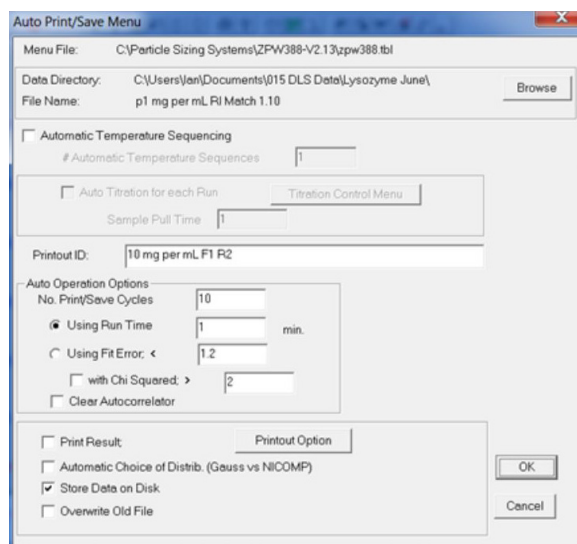 Auto Print/Save Menu
Menu File: C:\Particle Sizing Systems\ZPW388-V2.13\zpw388.tbl
Data Directory: C:\Users\Ian\Documents\015 DLS Data\Lysozyme June\
Browse
File Name: p1 mg per mL RI Match 1.10
Automatic Temperature Sequencing
# Automatic Temperature Sequences 1
Auto Titration for each Run Titration Control Menu
Sample Pull Time 1
Printout ID: 10 mg per mL F1 R2
Auto Operation Options
No. Print/Save Cycles 10
Using Run Time 1 min.
Using Fit Error; < 1.2
with Chi Squared; > 2
Clear Autocorrelator
Print Result; Printout Option
Automatic Choice of Distrib. (Gauss vs NICOMP)
OK
Store Data on Disk
Overwrite Old File
Cancel